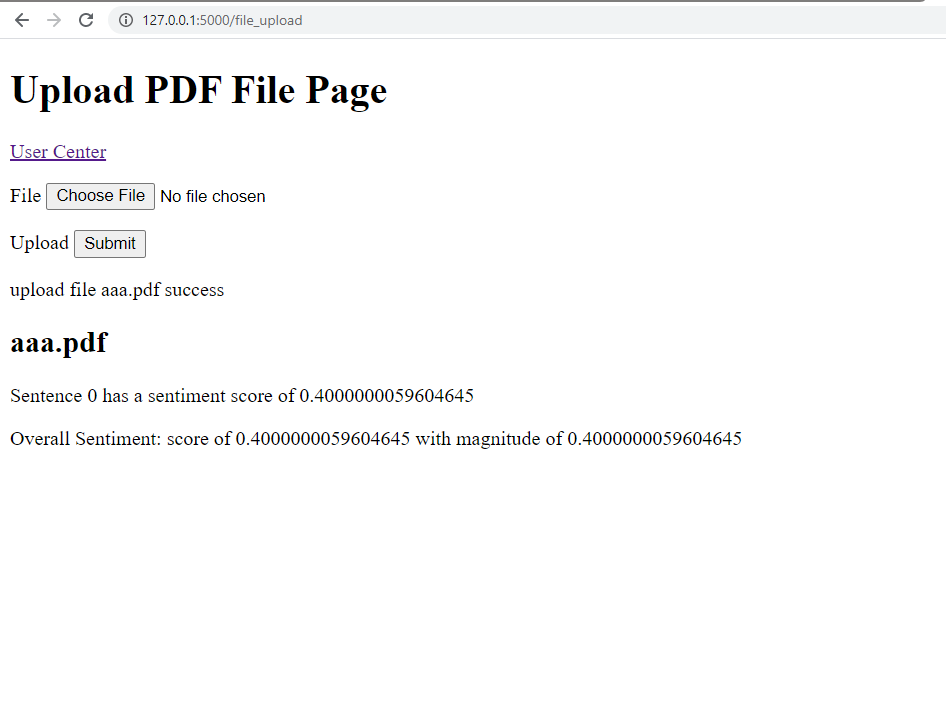 127.0.0.1:5000/file_upload
Upload PDF File Page
User Center
File Choose File No file chosen
Upload Submit
upload file aaa.pdf success
aaa.pdf
Sentence 0 has a sentiment score of 0.4000000059604645
Overall Sentiment: score of 0.4000000059604645 with magnitude of 0.4000000059604645